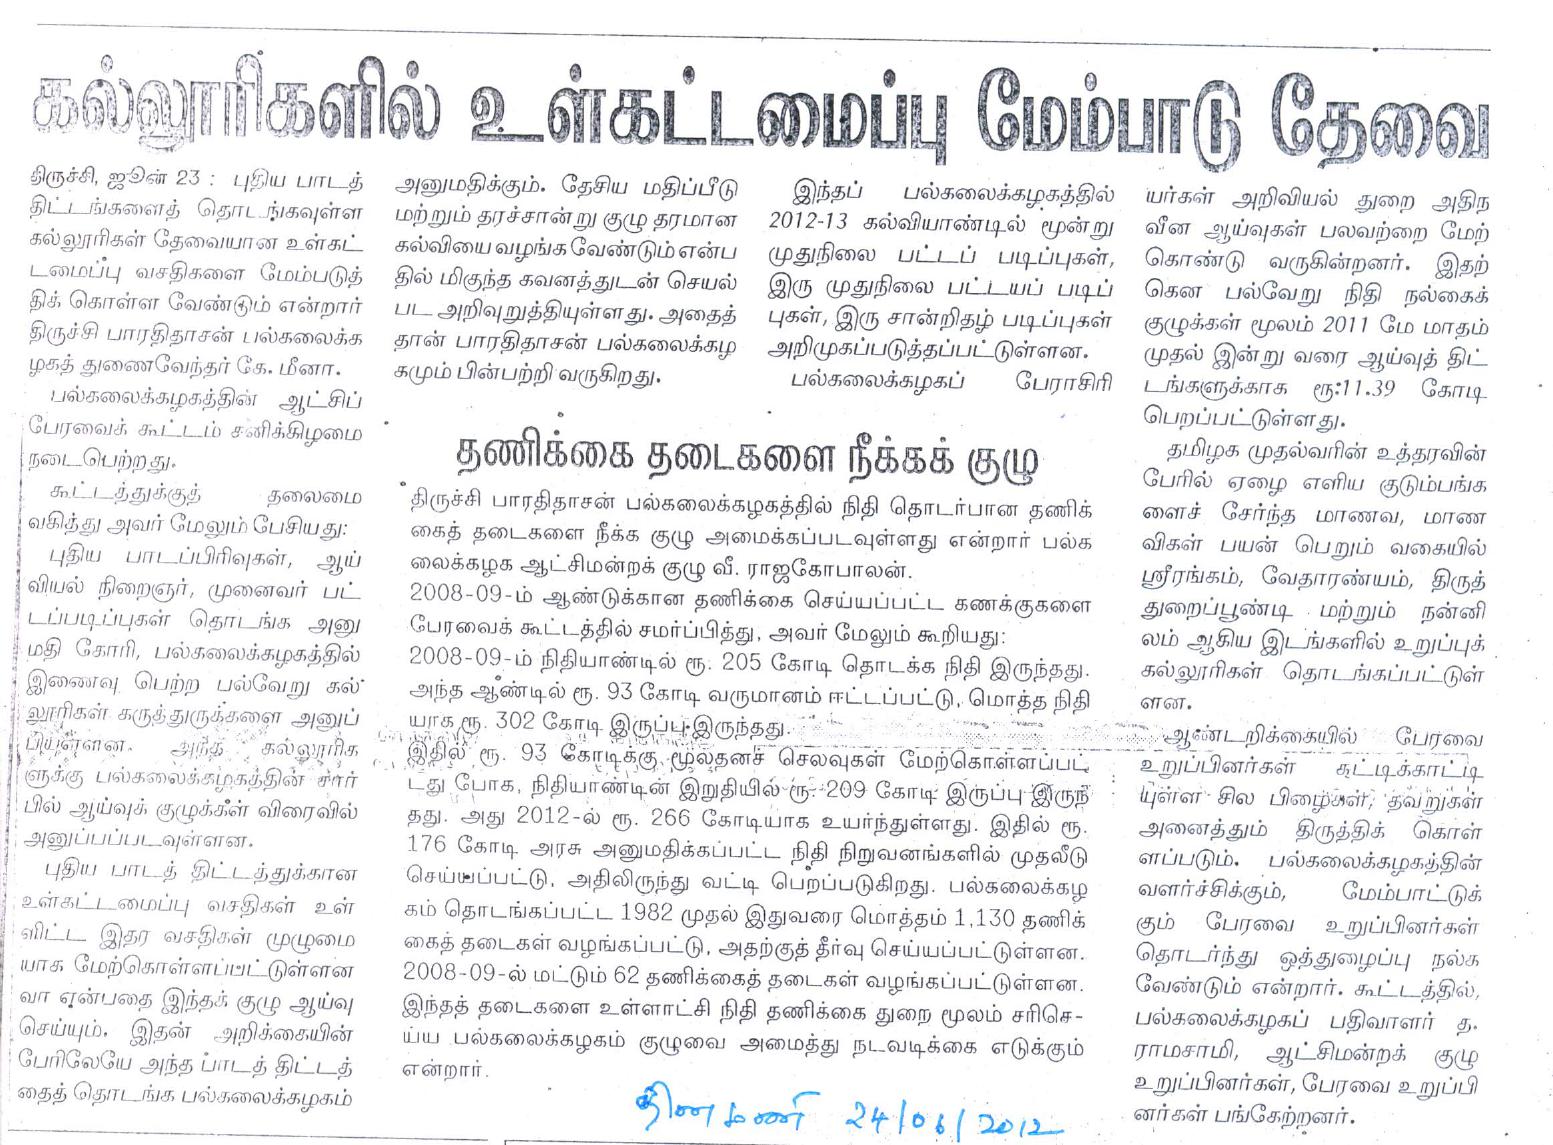 கல்லூரிகளில் உள்கட்டமைப்பு மேம்பாடு தேவை
திருச்சி, ஜூன் 23 : புதிய பாடத்
திட்டங்களைத் தொடங்கவுள்ள
கல்லூரிகள் தேவையான உள்கட்
டமைப்பு வசதிகளை மேம்படுத்
திக் கொள்ள வேண்டும் என்றார்
திருச்சி பாரதிதாசன் பல்கலைக்க
ழகத் துணைவேந்தர் கே. மீனா.
பல்கலைக்கழகத்தின் ஆட்சிப்
பேரவைக் கூட்டம் சனிக்கிழமை
நடைபெற்றது.
கூட்டத்துக்குத் தலைமை
வகித்து அவர் மேலும் பேசியது:
புதிய பாடப்பிரிவுகள், ஆய்
வியல் நிறைஞர், முனைவர் பட்
டப்படிப்புகள் தொடங்க அனு
மதி கோரி, பல்கலைக்கழகத்தில்
இணைவு பெற்ற பல்வேறு கல்
லூரிகள் கருத்துருக்களை அனுப்
பியுள்ளன. அந்த கல்லூரிக
ளுக்கு பல்கலைக்கழகத்தின் சார்
பில் ஆய்வுக் குழுக்கள் விரைவில்
அனுப்பப்படவுள்ளன.
புதிய பாடத் திட்டத்துக்கான
உள்கட்டமைப்பு வசதிகள் உள்
ளிட்ட இதர வசதிகள் முழுமை
யாக மேற்கொள்ளப்பட்டுள்ளன
வா என்பதை இந்தக் குழு ஆய்வு
செய்யும். இதன் அறிக்கையின்
பேரிலேயே அந்த பாடத் திட்டத்
தைத் தொடங்க பல்கலைக்கழகம்
அனுமதிக்கும். தேசிய மதிப்பீடு
மற்றும் தரச்சான்று குழு தரமான
கல்வியை வழங்க வேண்டும் என்ப
தில் மிகுந்த கவனத்துடன் செயல்
பட அறிவுறுத்தியுள்ளது. அதைத்
தான் பாரதிதாசன் பல்கலைக்கழ
கமும் பின்பற்றி வருகிறது.
இந்தப் பல்கலைக்கழகத்தில்
2012-13 கல்வியாண்டில் மூன்று
முதுநிலை பட்டப் படிப்புகள்,
இரு முதுநிலை பட்டயப் படிப்
புகள், இரு சான்றிதழ் படிப்புகள்
அறிமுகப்படுத்தப்பட்டுள்ளன.
பல்கலைக்கழகப் பேராசிரி
யர்கள் அறிவியல் துறை அதிந
வீன ஆய்வுகள் பலவற்றை மேற்
கொண்டு வருகின்றனர். இதற்
கென பல்வேறு நிதி நல்கைக்
குழுக்கள் மூலம் 2011 மே மாதம்
முதல் இன்று வரை ஆய்வுத் திட்
டங்களுக்காக ரூ:11.39 கோடி
பெறப்பட்டுள்ளது.
தமிழக முதல்வரின் உத்தரவின்
பேரில் ஏழை எளிய குடும்பங்க
ளைச் சேர்ந்த மாணவ, மாண
விகள் பயன் பெறும் வகையில்
ஸ்ரீரங்கம், வேதாரண்யம், திருத்
துறைப்பூண்டி மற்றும் நன்னி
லம் ஆகிய இடங்களில் உறுப்புக்
கல்லூரிகள் தொடங்கப்பட்டுள்
ளன.
ஆண்டறிக்கையில் பேரவை
உறுப்பினர்கள் சுட்டிக்காட்டி
யுள்ள சில பிழைகள், தவறுகள்
அனைத்தும் திருத்திக் கொள்
ளப்படும். பல்கலைக்கழகத்தின்
வளர்ச்சிக்கும், மேம்பாட்டுக்
கும் பேரவை உறுப்பினர்கள்
தொடர்ந்து ஒத்துழைப்பு நல்க
வேண்டும் என்றார். கூட்டத்தில்,
பல்கலைக்கழகப் பதிவாளர் த.
ராமசாமி, ஆட்சிமன்றக் குழு
உறுப்பினர்கள், பேரவை உறுப்பி
னர்கள் பங்கேற்றனர்.
தணிக்கை தடைகளை நீக்கக் குழு
திருச்சி பாரதிதாசன் பல்கலைக்கழகத்தில் நிதி தொடர்பான தணிக்
கைத் தடைகளை நீக்க குழு அமைக்கப்படவுள்ளது என்றார் பல்க
லைக்கழக ஆட்சிமன்றக் குழு வீ. ராஜகோபாலன்.
2008-09-ம் ஆண்டுக்கான தணிக்கை செய்யப்பட்ட கணக்குகளை
பேரவைக் கூட்டத்தில் சமர்ப்பித்து, அவர் மேலும் கூறியது:
2008-09-ம் நிதியாண்டில் ரூ. 205 கோடி தொடக்க நிதி இருந்தது.
அந்த ஆண்டில் ரூ. 93 கோடி வருமானம் ஈட்டப்பட்டு, மொத்த நிதி
யாக ரூ. 302 கோடி இருப்பு இருந்தது.
இதில் ரூ. 93 கோடிக்கு மூலதனச் செலவுகள் மேற்கொள்ளப்பட்
டது போக, நிதியாண்டின் இறுதியில் ரூ. 209 கோடி இருப்பு இருந்
தது. அது 2012-ல் ரூ. 266 கோடியாக உயர்ந்துள்ளது. இதில் ரூ.
176 கோடி அரசு அனுமதிக்கப்பட்ட நிதி நிறுவனங்களில் முதலீடு
செய்யப்பட்டு, அதிலிருந்து வட்டி பெறப்படுகிறது. பல்கலைக்கழ
கம் தொடங்கப்பட்ட 1982 முதல் இதுவரை மொத்தம் 1,130 தணிக்
கைத் தடைகள் வழங்கப்பட்டு, அதற்குத் தீர்வு செய்யப்பட்டுள்ளன.
2008-09-ல் மட்டும் 62 தணிக்கைத் தடைகள் வழங்கப்பட்டுள்ளன.
இந்தத் தடைகளை உள்ளாட்சி நிதி தணிக்கை துறை மூலம் சரிசெ-
ய்ய பல்கலைக்கழகம் குழுவை அமைத்து நடவடிக்கை எடுக்கும்
என்றார்.
தினமணி 24/06/2012